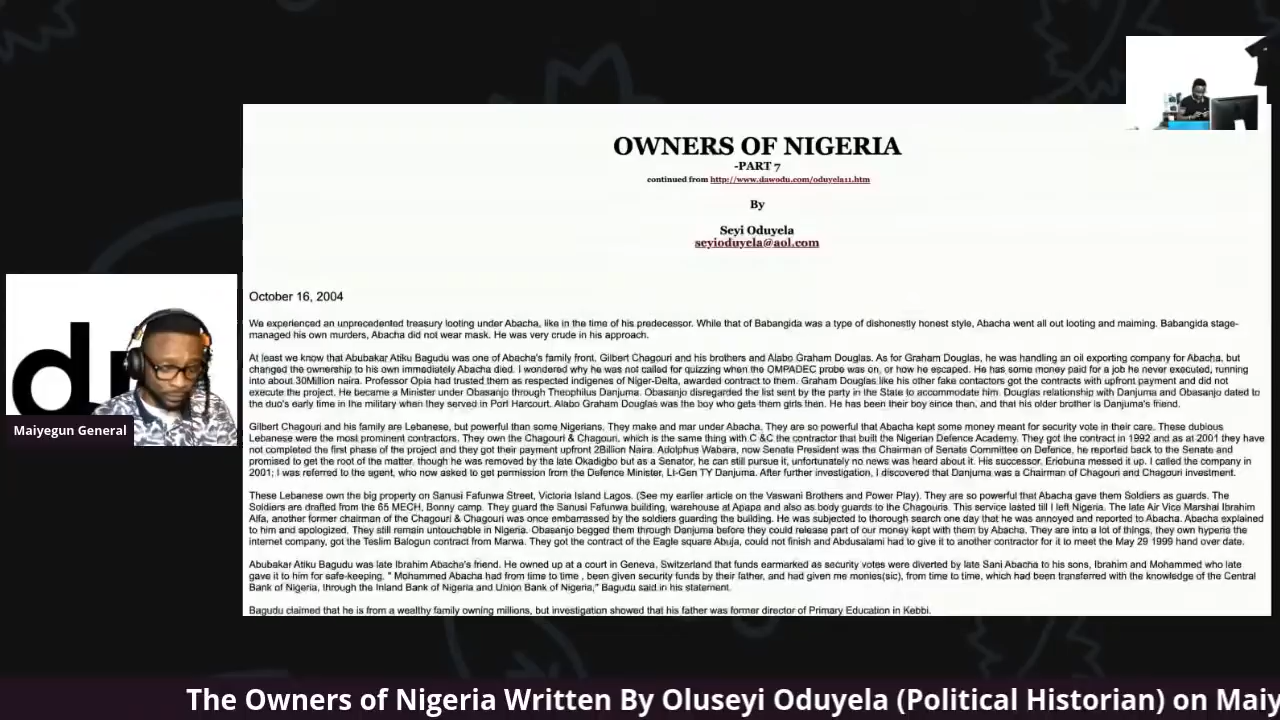 OWNERS OF NIGERIA
-PART 7
continued from http://www.dawodu.com/oduyela11.htm
By
Seyi Oduyela
seyioduyela@aol.com
October 16, 2004
We experienced an unprecedented treasury looting under Abacha, like in the time of his predecessor. While that of Babangida was a type of dishonestly honest style, Abacha went all out looting and maiming. Babangida stage-
managed his own murders, Abacha did not wear mask. He was very crude in his approach.
At least we know that Abubakar Atiku Bagudu was one of Abacha's family front, Gilbert Chagouri and his brothers and Alabo Graham Douglas. As for Graham Douglas, he was handling an oil exporting company for Abacha, but
changed the ownership to his own immediately Abacha died. I wondered why he was not called for quizzing when the OMPADEC probe was on, or how he escaped. He has some money paid for a job he never executed, running
into about 30Million naira. Professor Opia had trusted them as respected indigenes of Niger-Delta, awarded contract to them. Graham Douglas like his other fake contactors got the contracts with upfront payment and did not
execute the project. He became a Minister under Obasanjo through Theophilus Danjuma. Obasanjo disregarded the list sent by the party in the State to accommodate him. Douglas relationship with Danjuma and Obasanjo dated to
the duo's early time in the military when they served in Port Harcourt. Alabo Graham Douglas was the boy who gets them girls then. He has been their boy since then, and that his older brother is Danjuma's friend.
Gilbert Chagouri and his family are Lebanese, but powerful than some Nigerians. They make and mar under Abacha. They are so powerful that Abacha kept some money meant for security vote in their care. These dubious
Lebanese were the most prominent contractors. They own the Chagouri & Chagouri, which is the same thing with C &C the contractor that built the Nigerian Defence Academy. They got the contract in 1992 and as at 2001 they have
not completed the first phase of the project and they got their payment upfront 2Billion Naira. Adolphus Wabara, now Senate President was the Chairman of Senate Committee on Defence, he reported back to the Senate and
promised to get the root of the matter, though he was removed by the late Okadigbo but as a Senator, he can still pursue it, unfortunately no news was heard about it. His successor, Eriobuna messed it up. I called the company in
2001; I was referred to the agent, who now asked to get permission from the Defence Minister, Lt-Gen TY Danjuma. After further investigation, I discovered that Danjuma was a Chairman of Chagouri and Chagouri investment.
These Lebanese own the big property on Sanusi Fafunwa Street, Victoria Island Lagos. (See my earlier article on the Vaswani Brothers and Power Play). They are so powerful that Abacha gave them Soldiers as guards. The
Soldiers are drafted from the 65 MECH, Bonny camp. They guard the Sanusi Fafunwa building, warehouse at Apapa and also as body guards to the Chagouris. This service lasted till I left Nigeria. The late Air Vice Marshal Ibrahim
Alfa, another former chairman of the Chagouri & Chagouri was once embarrassed by the soldiers guarding the building. He was subjected to thorough search one day that he was annoyed and reported to Abacha. Abacha explained
to him and apologized. They still remain untouchable in Nigeria. Obasanjo begged them through Danjuma before they could release part of our money kept with them by Abacha. They are into a lot of things, they own hyperia the
internet company, got the Teslim Balogun contract from Marwa. They got the contract of the Eagle square Abuja, could not finish and Abdusalami had to give it to another contractor for it to meet the May 29 1999 hand over date.
Abubakar Atiku Bagudu was late Ibrahim Abacha's friend. He owned up at a court in Geneva, Switzerland that funds earmarked as security votes were diverted by late Sani Abacha to his sons, Ibrahim and Mohammed who late
gave it to him for safe-keeping. " Mohammed Abacha had from time to time , been given security funds by their father, and had given me monies(sic), from time to time, which had been transferred with the knowledge of the Central
Bank of Nigeria, through the Inland Bank of Nigeria and Union Bank of Nigeria," Bagudu said in his statement.
Bagudu claimed that he is from a wealthy family owning millions, but investigation showed that his father was former director of Primary Education in Kebbi.
Maiyegun General
The Owners of Nigeria Written By Oluseyi Oduyela (Political Historian) on Maiy